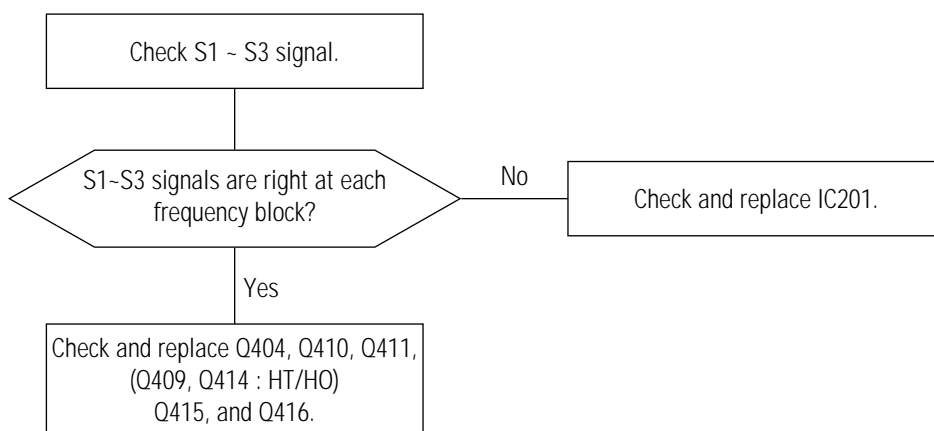 Check S1 ~ S3 signal.
S1~S3 signals are right at each
frequency block?
No
Check and replace IC201.
Yes
Check and replace Q404, Q410, Q411,
(Q409, Q414 : HT/HO)
Q415, and Q416.